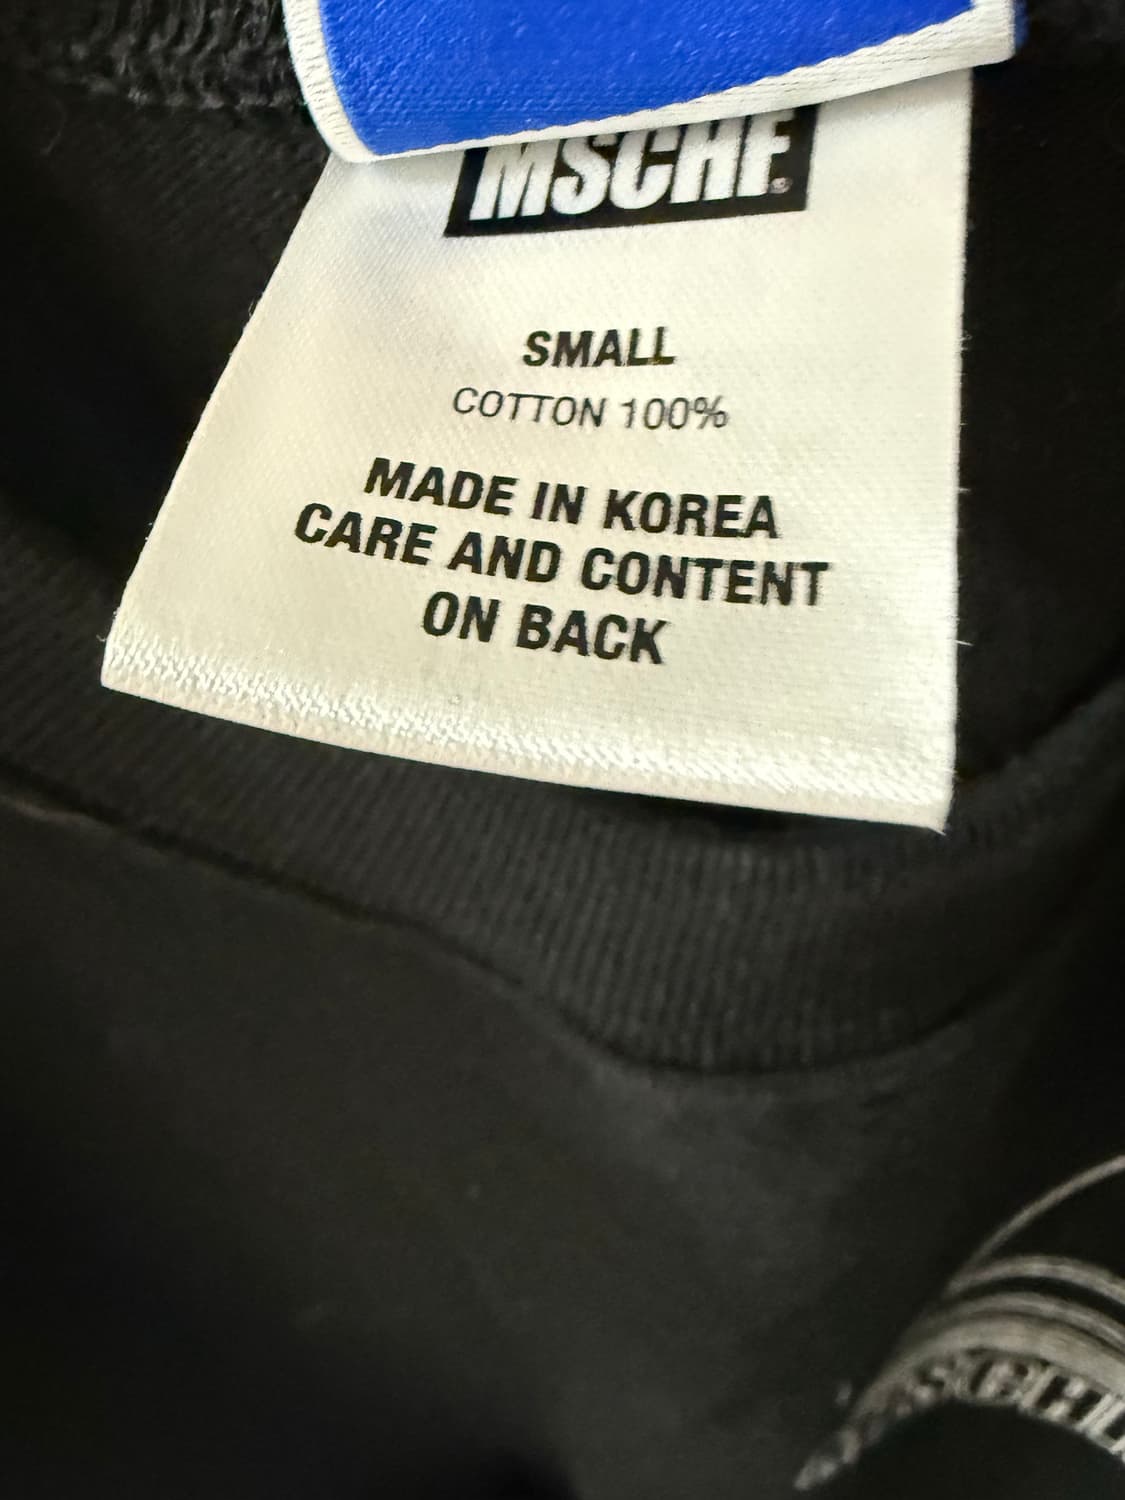 MSCHF
SMALL
COTTON 100%
MADE IN KOREA
CARE AND CONTENT
ON BACK